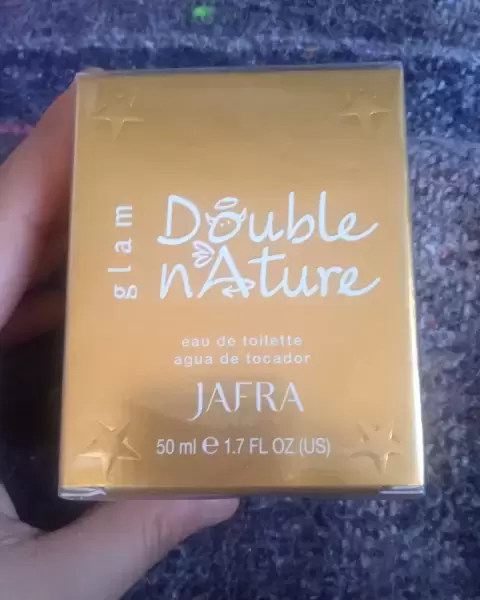 glam
Double
nAture
eau de toilette
agua de tocador
JAFRA
50 ml ℮ 1.7 FL OZ (US)